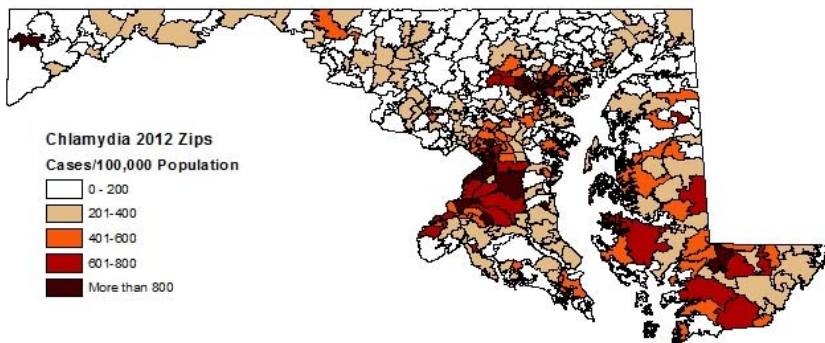 Chlamydia 2012 Zips
Cases/100,000 Population
0 - 200
201-400
401-600
601-800
More than 800